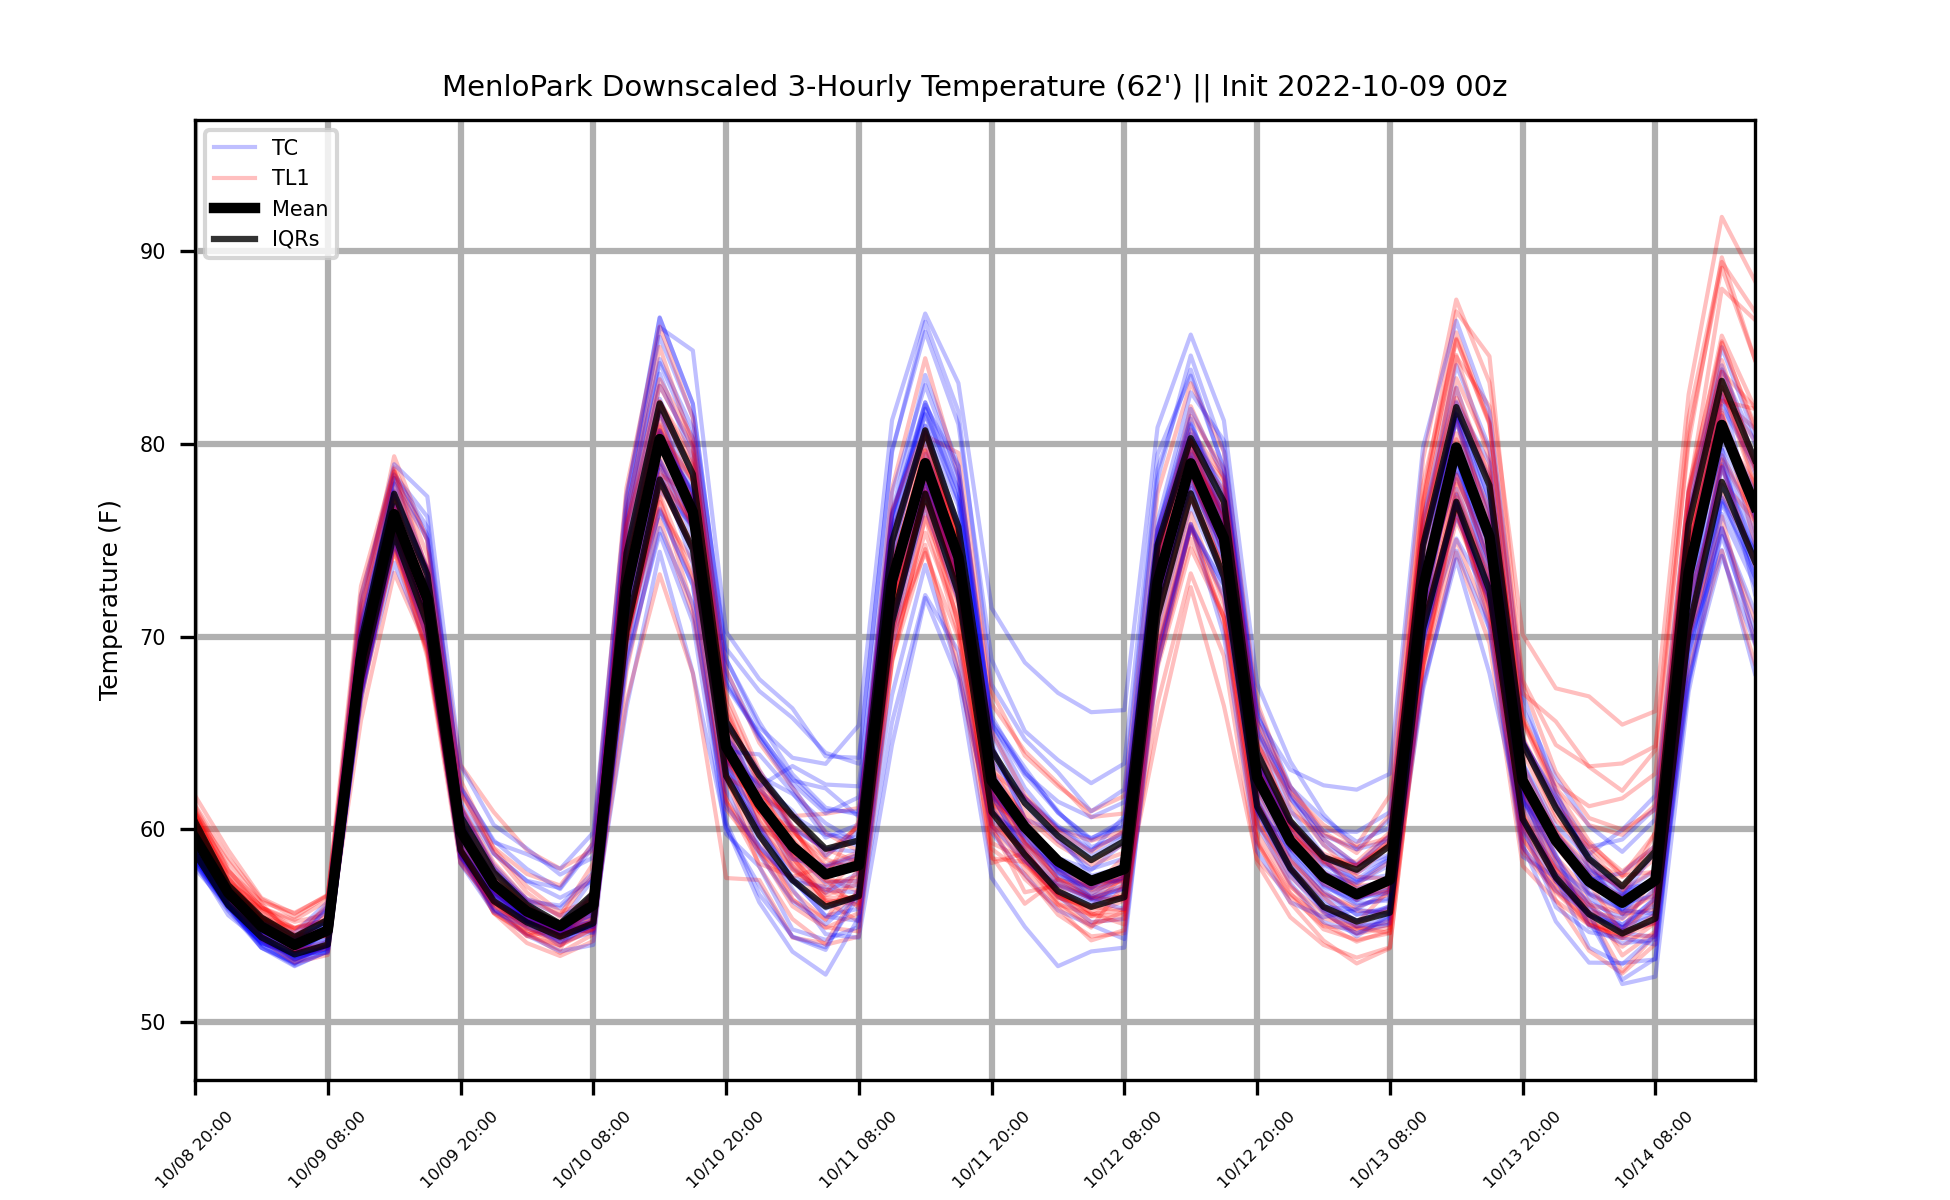 MenloPark Downscaled 3-Hourly Temperature (62') || Init 2022-10-09 00z
TC
TL1
Mean
IQRs
Temperature (F)
90
80
70
60
50
10/08 20:00
10/09 08:00
10/09 20:00
10/10 08:00
10/10 20:00
10/11 08:00
10/11 20:00
10/12 08:00
10/12 20:00
10/13 08:00
10/13 20:00
10/14 08:00